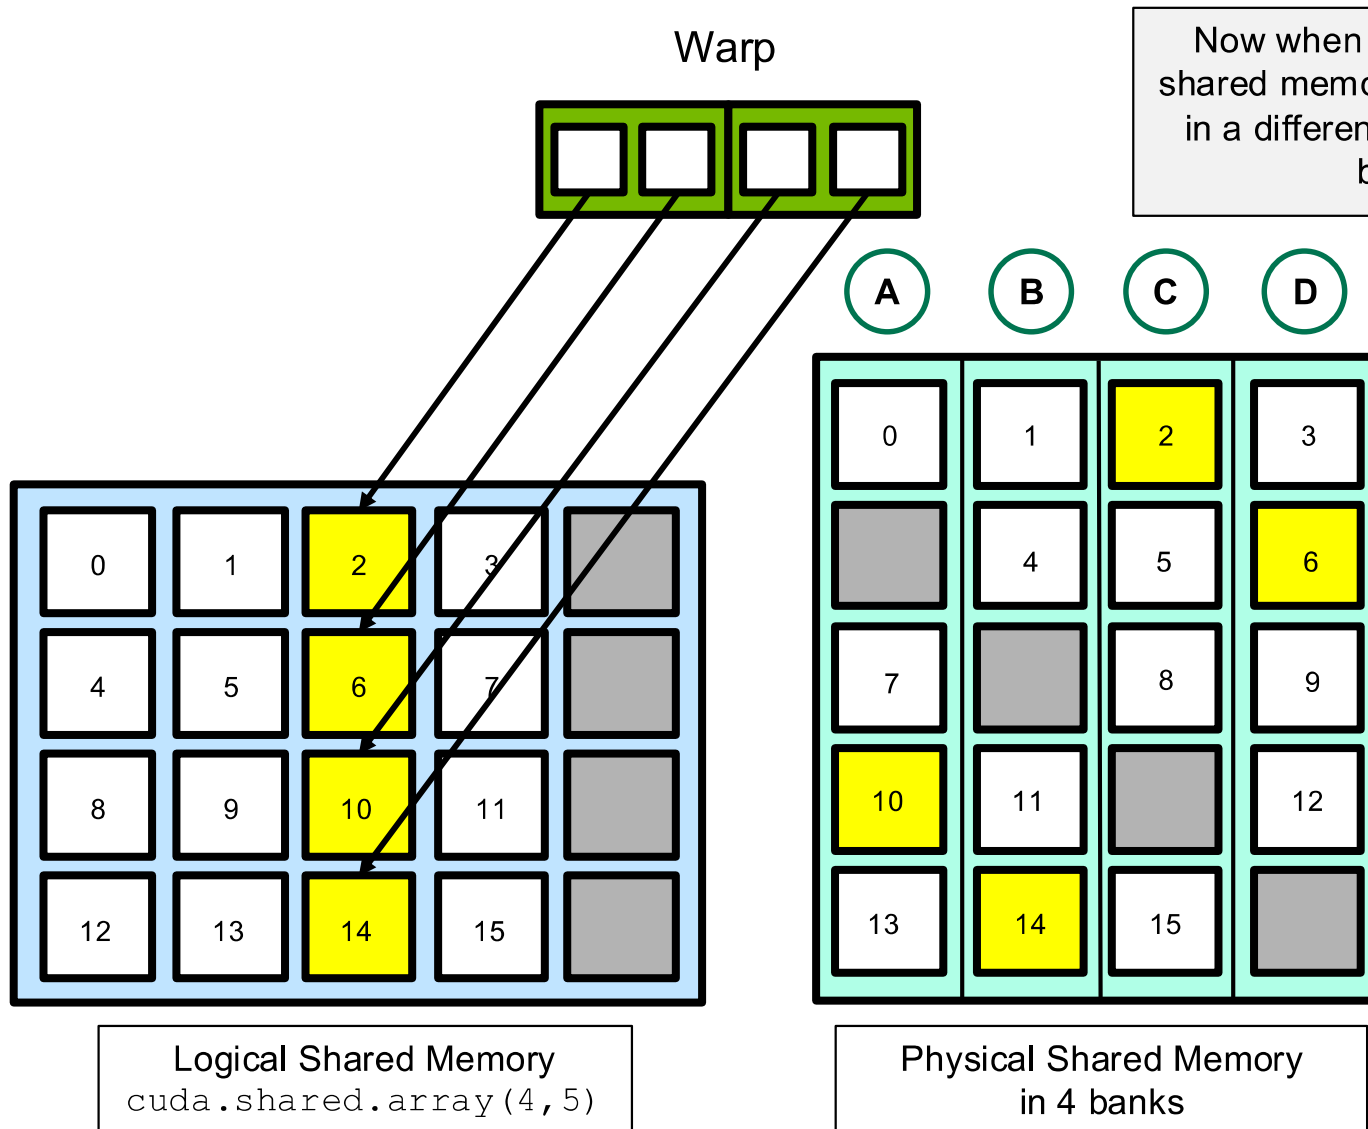 Warp
Now when
shared memo
in a differen
b
A B C D
0 1 2 3
4 5 6
7 8 9
10 11 12
13 14 15
0 1 2 3
4 5 6 7
8 9 10 11
12 13 14 15
Logical Shared Memory
cuda.shared.array(4,5)
Physical Shared Memory
in 4 banks